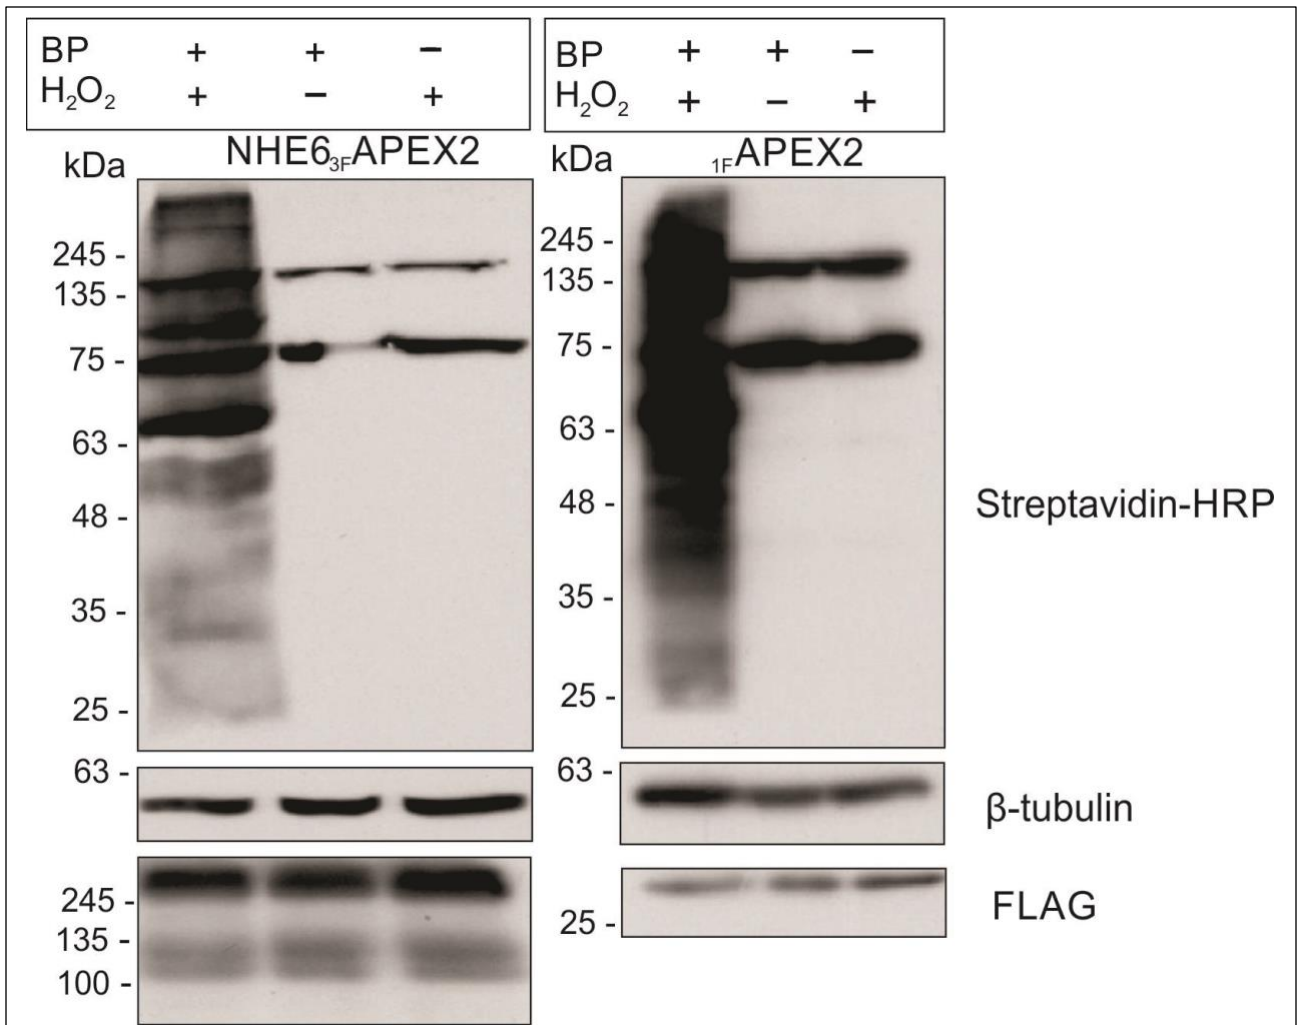 BP + + −
H₂O₂ + − +
NHE6₃FAPEX2
kDa
245 -
135 -
75 -
63 -
48 -
35 -
25 -
63 -
245 -
135 -
100 -
BP + + −
H₂O₂ + − +
kDa
₁FAPEX2
245 -
135 -
75 -
63 -
48 -
35 -
25 -
63 -
25 -
Streptavidin-HRP
β-tubulin
FLAG